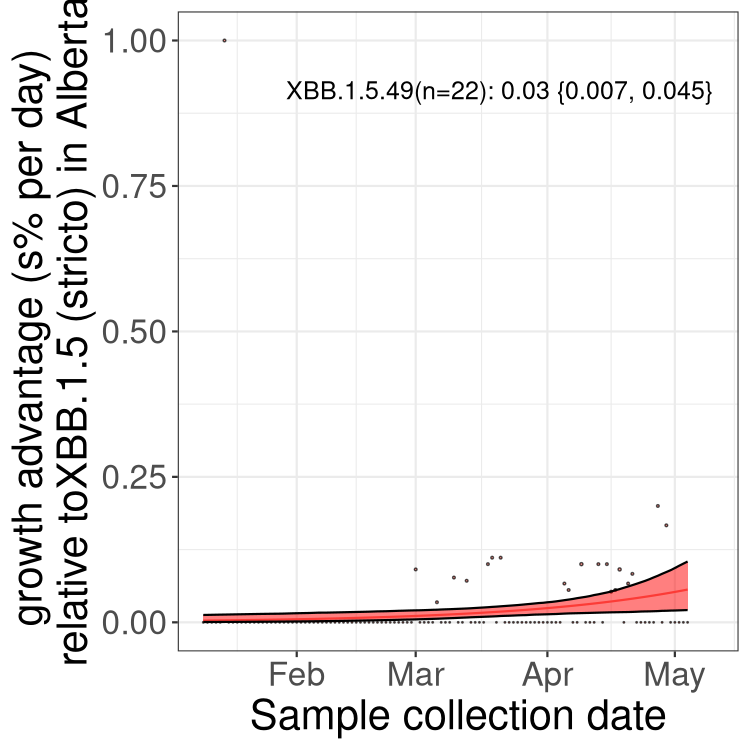 growth advantage (s% per day)
relative toXBB.1.5 (stricto) in Alberta
1.00
0.75
0.50
0.25
0.00
XBB.1.5.49(n=22): 0.03 {0.007, 0.045}
Feb Mar Apr May
Sample collection date